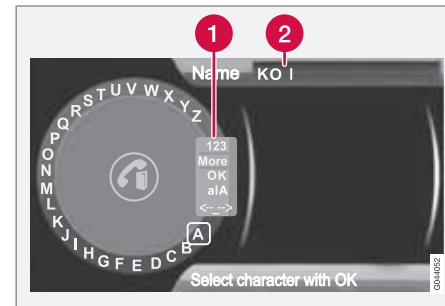 1 2
Name KO I
A B C D E F G H I J K L M N O P Q R S T U V W X Y Z
123
More
OK
a|A
<-- -->
Select character with OK
G044052